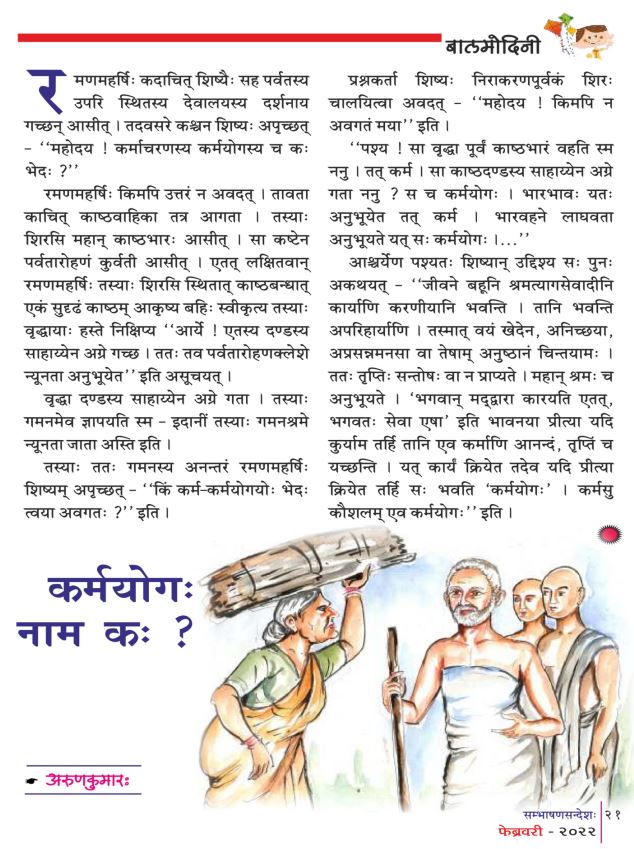 बालमोदिनी
रमणमहर्षिः कदाचित् शिष्यैः सह पर्वतस्य
उपरि स्थितस्य देवालयस्य दर्शनाय
गच्छन् आसीत् । तदवसरे कश्चन शिष्यः अपृच्छत्
– ‘‘महोदय ! कर्माचरणस्य कर्मयोगस्य च कः
भेदः ?’’
रमणमहर्षिः किमपि उत्तरं न अवदत् । तावता
काचित् काष्ठवाहिका तत्र आगता । तस्याः
शिरसि महान् काष्ठभारः आसीत् । सा कष्टेन
पर्वतारोहणं कुर्वती आसीत् । एतत् लक्षितवान्
रमणमहर्षिः तस्याः शिरसि स्थितात् काष्ठबन्धात्
एकं सुदृढं काष्ठम् आकृष्य बहिः स्वीकृत्य तस्याः
वृद्धायाः हस्ते निक्षिप्य ‘‘आर्ये ! एतस्य दण्डस्य
साहाय्येन अग्रे गच्छ । ततः तव पर्वतारोहणक्लेशे
न्यूनता अनुभूयेत’’ इति असूचयत् ।
वृद्धा दण्डस्य साहाय्येन अग्रे गता । तस्याः
गमनमेव ज्ञापयति स्म – इदानीं तस्याः गमनश्रमे
न्यूनता जाता अस्ति इति ।
तस्याः ततः गमनस्य अनन्तरं रमणमहर्षिः
शिष्यम् अपृच्छत् – ‘‘किं कर्म-कर्मयोगयोः भेदः
त्वया अवगतः ?’’ इति ।
प्रश्नकर्ता शिष्यः निराकरणपूर्वकं शिरः
चालयित्वा अवदत् – ‘‘महोदय ! किमपि न
अवगतं मया’’ इति ।
‘‘पश्य ! सा वृद्धा पूर्वं काष्ठभारं वहति स्म
ननु । तत् कर्म । सा काष्ठदण्डस्य साहाय्येन अग्रे
गता ननु ? स च कर्मयोगः । भारभावः यतः
अनुभूयेत तत् कर्म । भारवहने लाघवता
अनुभूयते यत् सः कर्मयोगः ।...’’
आश्चर्येण पश्यतः शिष्यान् उद्दिश्य सः पुनः
अकथयत् – ‘‘जीवने बहूनि श्रमत्यागसेवादीनि
कार्याणि करणीयानि भवन्ति । तानि भवन्ति
अपरिहार्याणि । तस्मात् वयं खेदेन, अनिच्छया,
अप्रसन्नमनसा वा तेषाम् अनुष्ठानं चिन्तयामः ।
ततः तृप्तिः सन्तोषः वा न प्राप्यते । महान् श्रमः च
अनुभूयते । ‘भगवान् मद्द्वारा कारयति एतत्,
भगवतः सेवा एषा’ इति भावनया प्रीत्या यदि
कुर्याम तर्हि तानि एव कर्माणि आनन्दं, तृप्तिं च
यच्छन्ति । यत् कार्यं क्रियेत तदेव यदि प्रीत्या
क्रियेत तर्हि सः भवति ‘कर्मयोगः’ । कर्मसु
कौशलम् एव कर्मयोगः’’ इति ।
कर्मयोगः
नाम कः ?
अरुणकुमारः
सम्भाषणसन्देशः २१
फेब्रवरी - २०२२